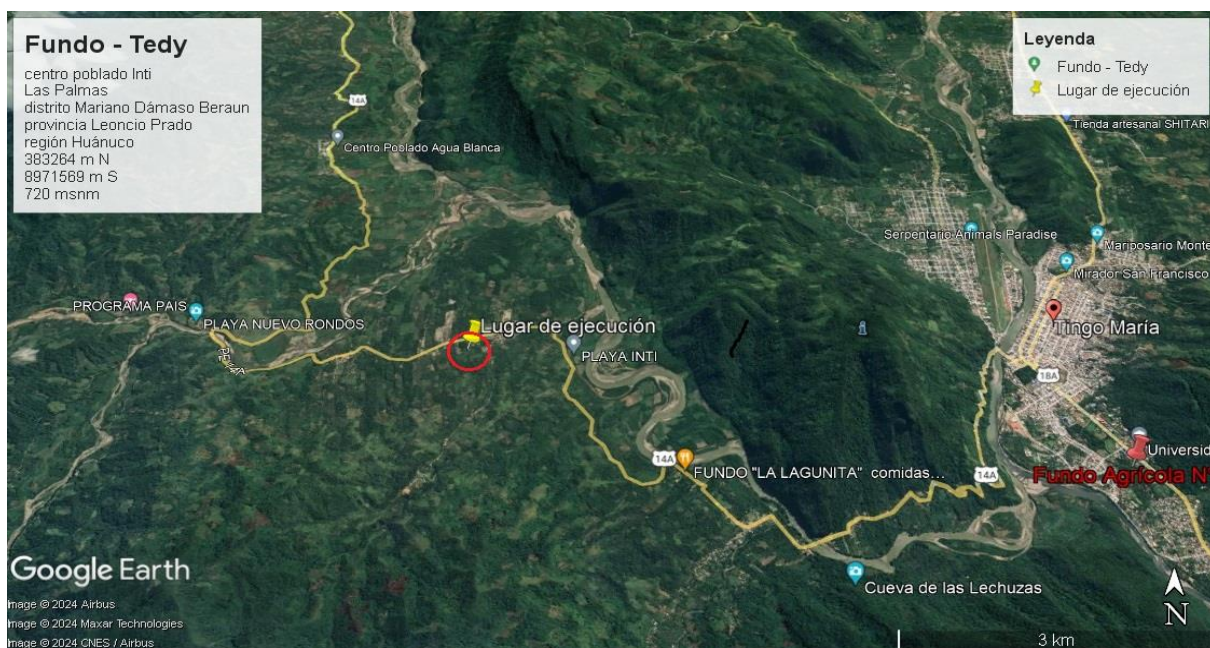 Fundo - Tedy
centro poblado Inti
Las Palmas
distrito Mariano Dámaso Beraun
provincia Leoncio Prado
región Huánuco
383264 m N
8971569 m S
720 msnm
Leyenda
Fundo - Tedy
Lugar de ejecución
14A
Centro Poblado Agua Blanca
Tienda artesanal SHITARI
Serpentario Animals Paradise
Mariposario Monte
Mirador San Francisco
PROGRAMA PAIS
PLAYA NUEVO RONDOS
Lugar de ejecución
PLAYA INTI
Tingo María
18A
14A
FUNDO "LA LAGUNITA" comidas...
14A
Universid
Fundo Agrícola N
Cueva de las Lechuzas
Google Earth
Image © 2024 Airbus
Image © 2024 Maxar Technologies
Image © 2024 CNES / Airbus
N
3 km